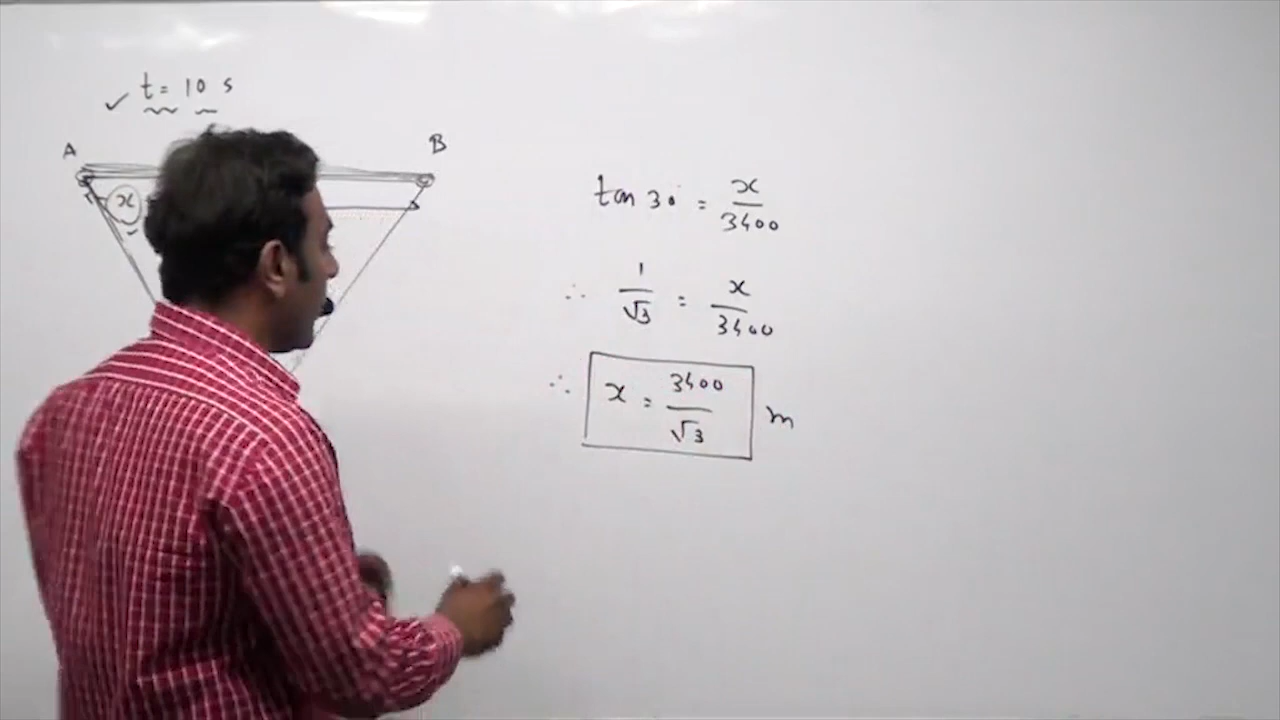 ✓ t = 10 s
A B
x
tan 30° = x/3400
∴ 1/√3 = x/3400
∴ x = 3400/√3 m